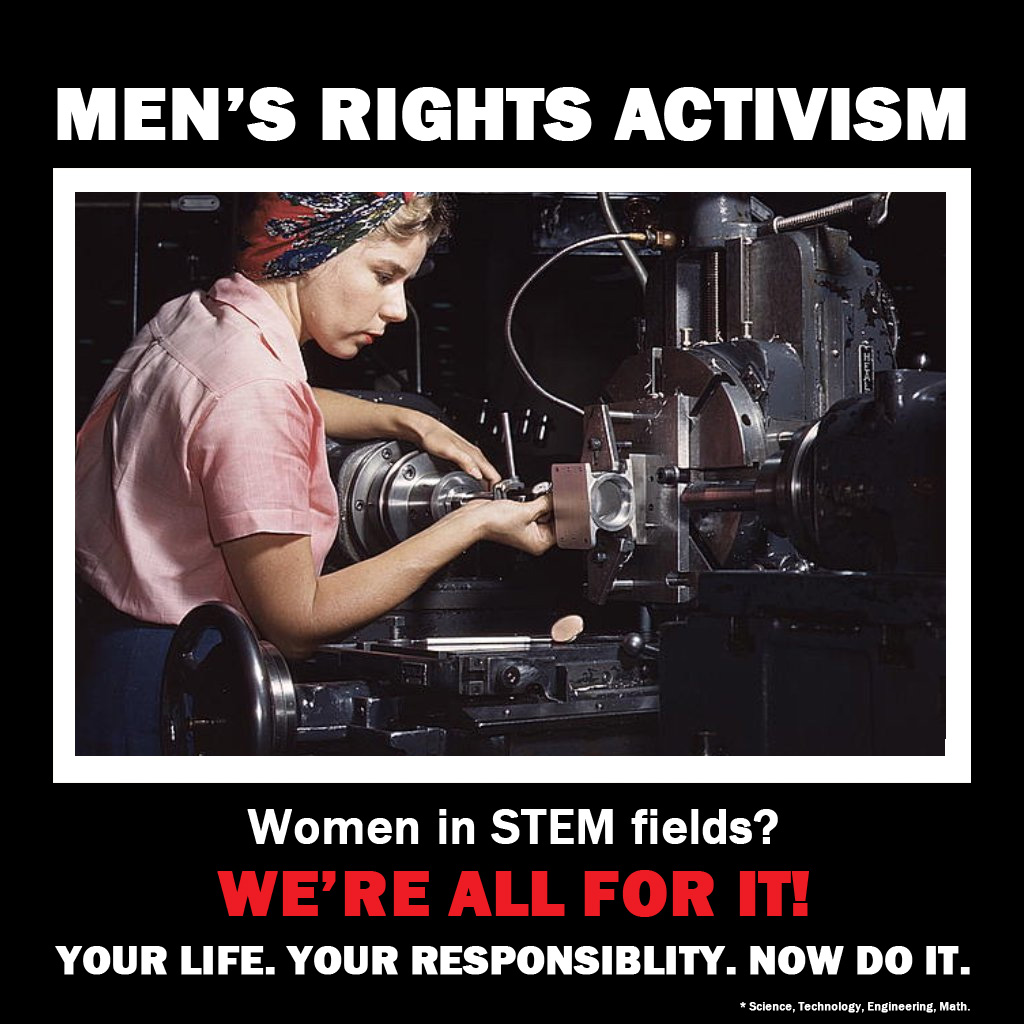 MEN'S RIGHTS ACTIVISM
HEAL
Women in STEM fields?
WE'RE ALL FOR IT!
YOUR LIFE. YOUR RESPONSIBLITY. NOW DO IT.
* Science, Technology, Engineering, Math.